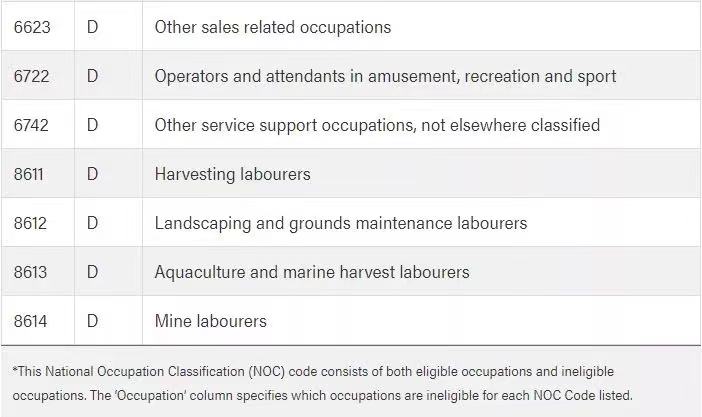 6623 D Other sales related occupations
6722 D Operators and attendants in amusement, recreation and sport
6742 D Other service support occupations, not elsewhere classified
8611 D Harvesting labourers
8612 D Landscaping and grounds maintenance labourers
8613 D Aquaculture and marine harvest labourers
8614 D Mine labourers
*This National Occupation Classification (NOC) code consists of both eligible occupations and ineligible
occupations. The ‘Occupation’ column specifies which occupations are ineligible for each NOC Code listed.